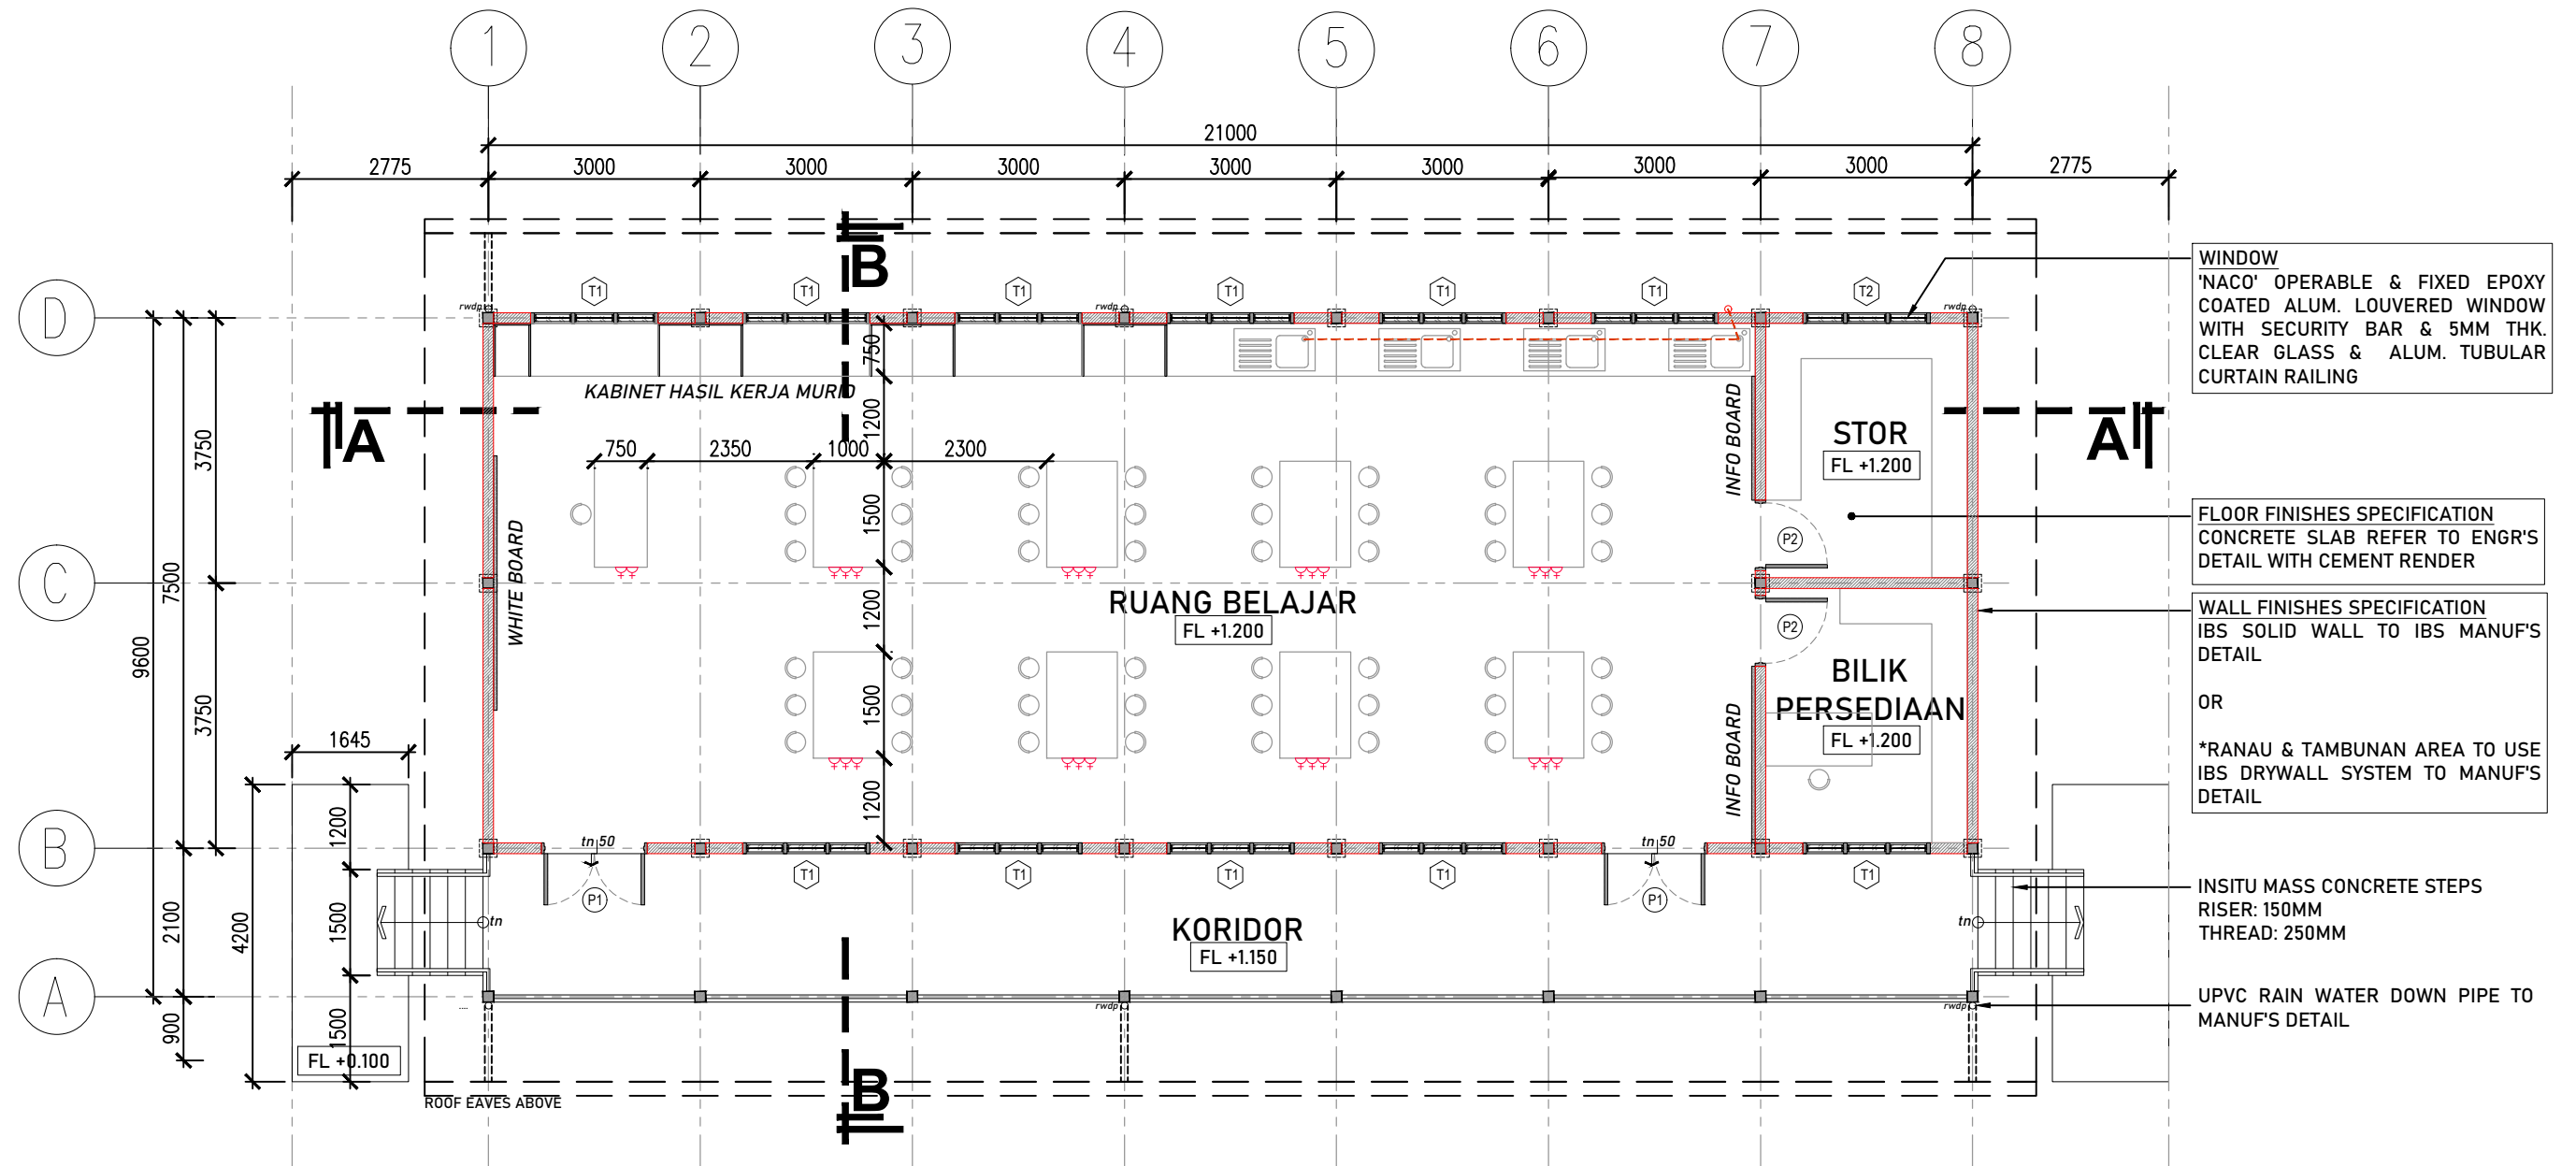 1 2 3 4 5 6 7 8
21000
2775 3000 3000 3000 3000 3000 3000 3000 2775
B
T1 T1 T1 T1 T1 T1 T2
rwdp rwdp rwdp
D
WINDOW
'NACO' OPERABLE & FIXED EPOXY
COATED ALUM. LOUVERED WINDOW
WITH SECURITY BAR & 5MM THK.
CLEAR GLASS & ALUM. TUBULAR
CURTAIN RAILING
750
KABINET HASIL KERJA MURID
1200
A A
3750
INFO BOARD
STOR
FL +1.200
750 2350 1000 2300
1500
WHITE BOARD
P2
FLOOR FINISHES SPECIFICATION
CONCRETE SLAB REFER TO ENGR'S
DETAIL WITH CEMENT RENDER
C
7500
9600
RUANG BELAJAR
FL +1.200
1200
P2
WALL FINISHES SPECIFICATION
IBS SOLID WALL TO IBS MANUF'S
DETAIL
OR
*RANAU & TAMBUNAN AREA TO USE
IBS DRYWALL SYSTEM TO MANUF'S
DETAIL
BILIK
PERSEDIAAN
FL +1.200
3750
1500
INFO BOARD
1645
1200
1200
B
tn 50 tn 50
T1 T1 T1 T1 T1
P1 P1
4200
2100
1500
tn tn
KORIDOR
FL +1.150
INSITU MASS CONCRETE STEPS
RISER: 150MM
THREAD: 250MM
A
900
1500
rwdp rwdp
UPVC RAIN WATER DOWN PIPE TO
MANUF'S DETAIL
FL +0.100
B
ROOF EAVES ABOVE